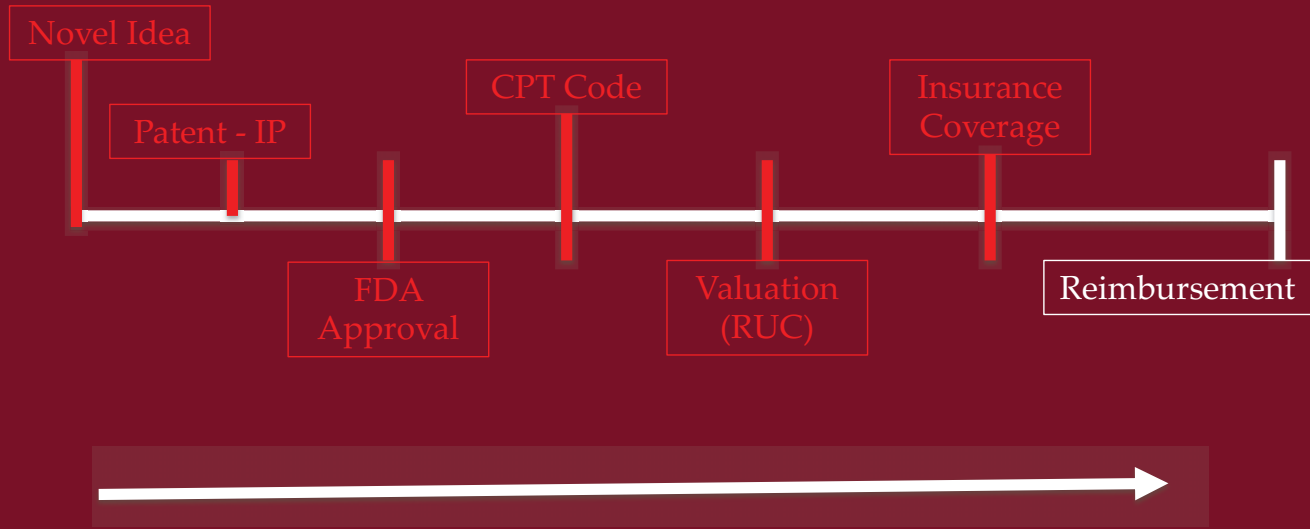 Novel Idea
Patent - IP
FDA
Approval
CPT Code
Valuation
(RUC)
Insurance
Coverage
Reimbursement